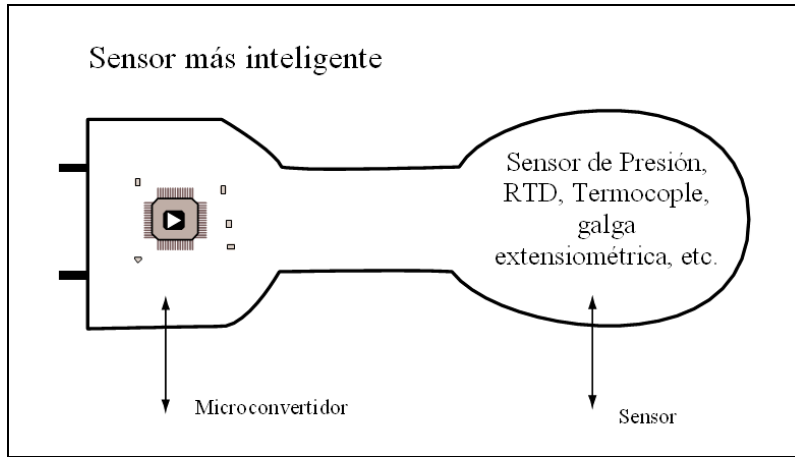 Sensor más inteligente
Sensor de Presión,
RTD, Termocople,
galga
extensiométrica, etc.
Microconvertidor
Sensor